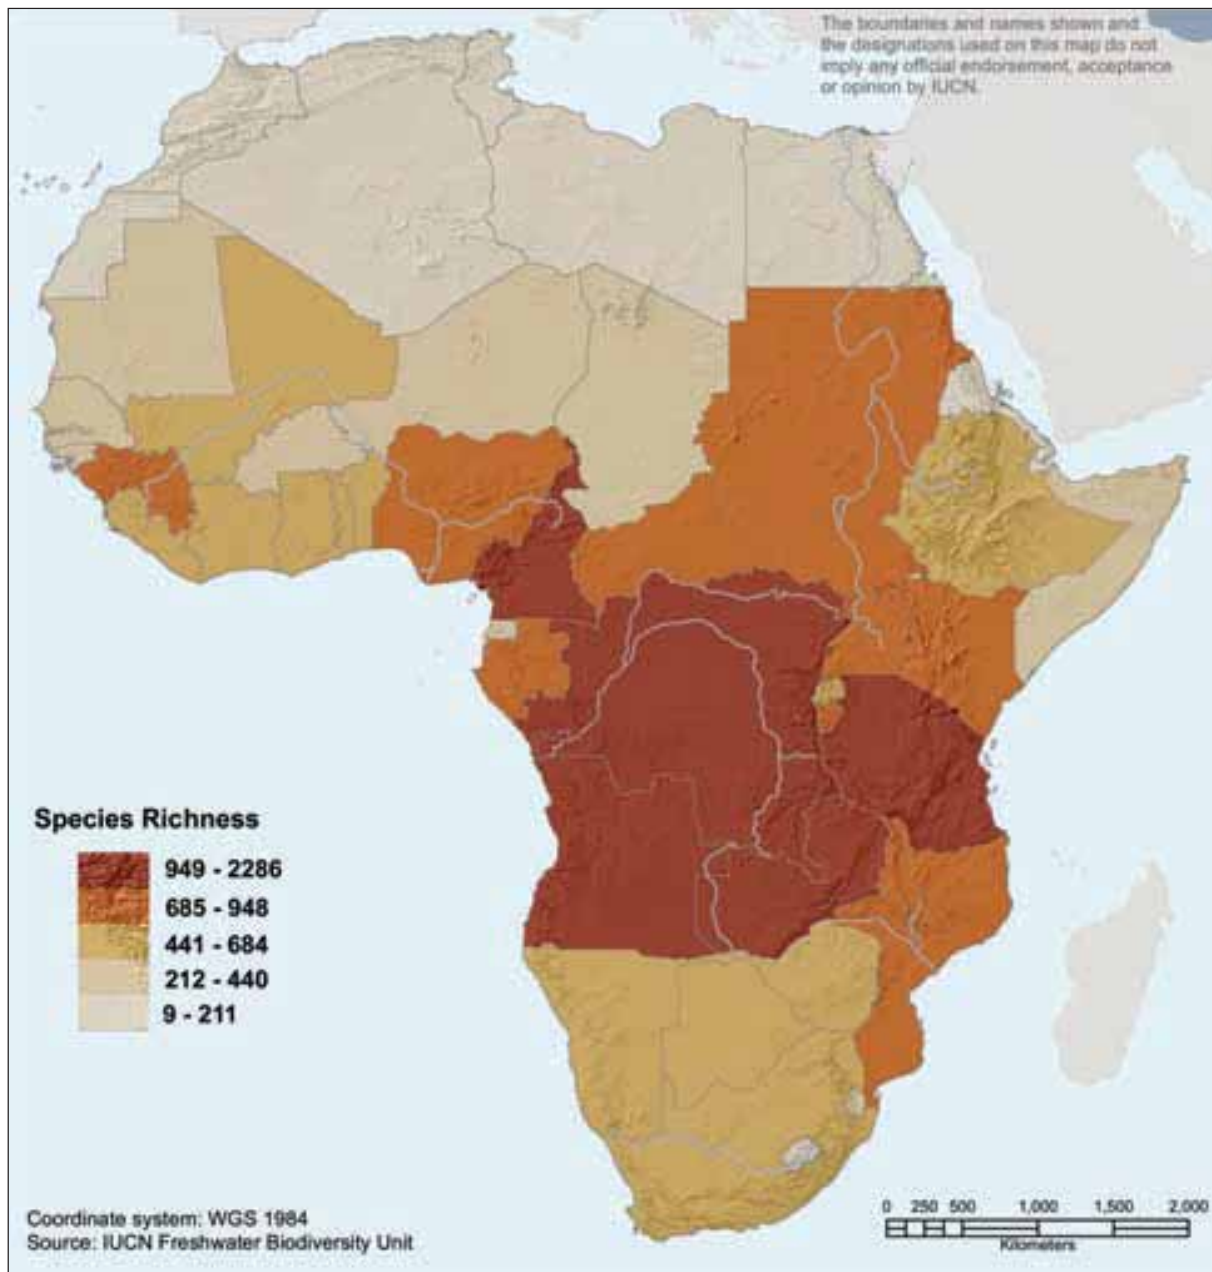 The boundaries and names shown and
the designations used on this map do not
imply any official endorsement, acceptance
or opinion by IUCN.
Species Richness
949 - 2286
685 - 948
441 - 684
212 - 440
9 - 211
Coordinate system: WGS 1984
Source: IUCN Freshwater Biodiversity Unit
0 250 500 1,000 1,500 2,000
Kilometers